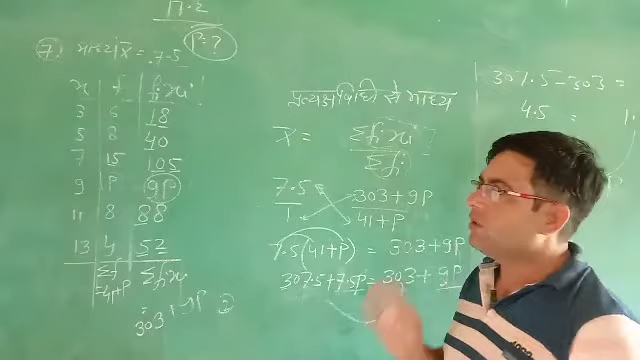 17.2
7. माध्य x̄ = 7.5
P = ?
x f fixi
3 6 18
5 8 40
7 15 105
9 P 9P
11 8 88
13 4 52
Σf = 41+P Σfixi = 303+9P
प्रत्यक्ष विधि से माध्य
x̄ = Σfixi / Σfi
7.5 / 1 303+9P / 41+P
7.5(41+P) = 303+9P
307.5+7.5P = 303+9P
307.5-303 =
4.5 =